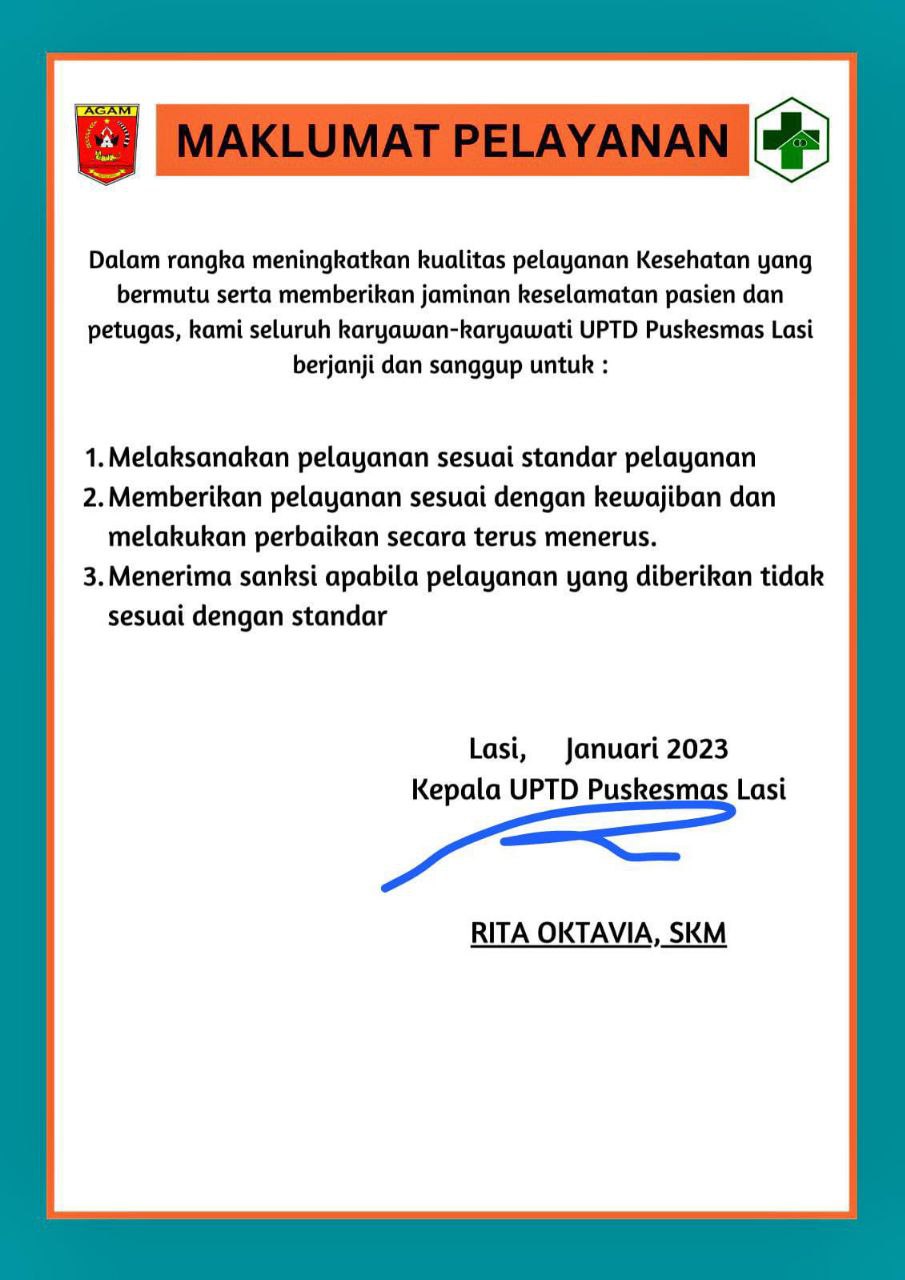 AGAM
MAKLUMAT PELAYANAN
Dalam rangka meningkatkan kualitas pelayanan Kesehatan yang
bermutu serta memberikan jaminan keselamatan pasien dan
petugas, kami seluruh karyawan-karyawati UPTD Puskesmas Lasi
berjanji dan sanggup untuk :
1. Melaksanakan pelayanan sesuai standar pelayanan
2. Memberikan pelayanan sesuai dengan kewajiban dan
melakukan perbaikan secara terus menerus.
3. Menerima sanksi apabila pelayanan yang diberikan tidak
sesuai dengan standar
Lasi, Januari 2023
Kepala UPTD Puskesmas Lasi
RITA OKTAVIA, SKM